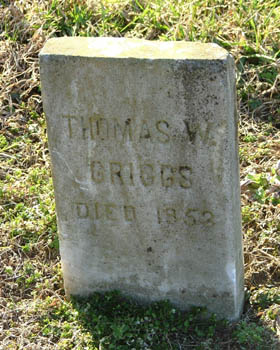 THOMAS W.
GRIGGS
DIED 1852